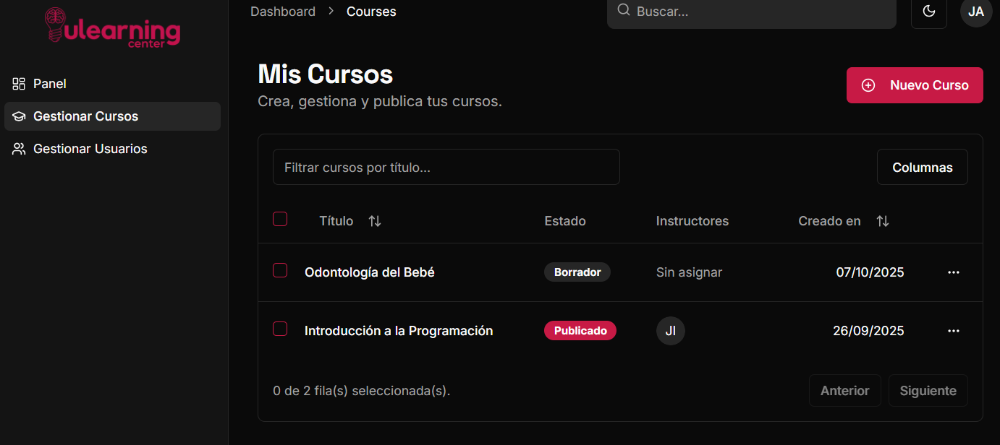 ulearning
center
Dashboard > Courses
Buscar...
JA
Panel
Gestionar Cursos
Gestionar Usuarios
Mis Cursos
Crea, gestiona y publica tus cursos.
Nuevo Curso
Filtrar cursos por título...
Columnas
Título Estado Instructores Creado en
Odontología del Bebé Borrador Sin asignar 07/10/2025
Introducción a la Programación Publicado JI 26/09/2025
0 de 2 fila(s) seleccionada(s).
Anterior Siguiente